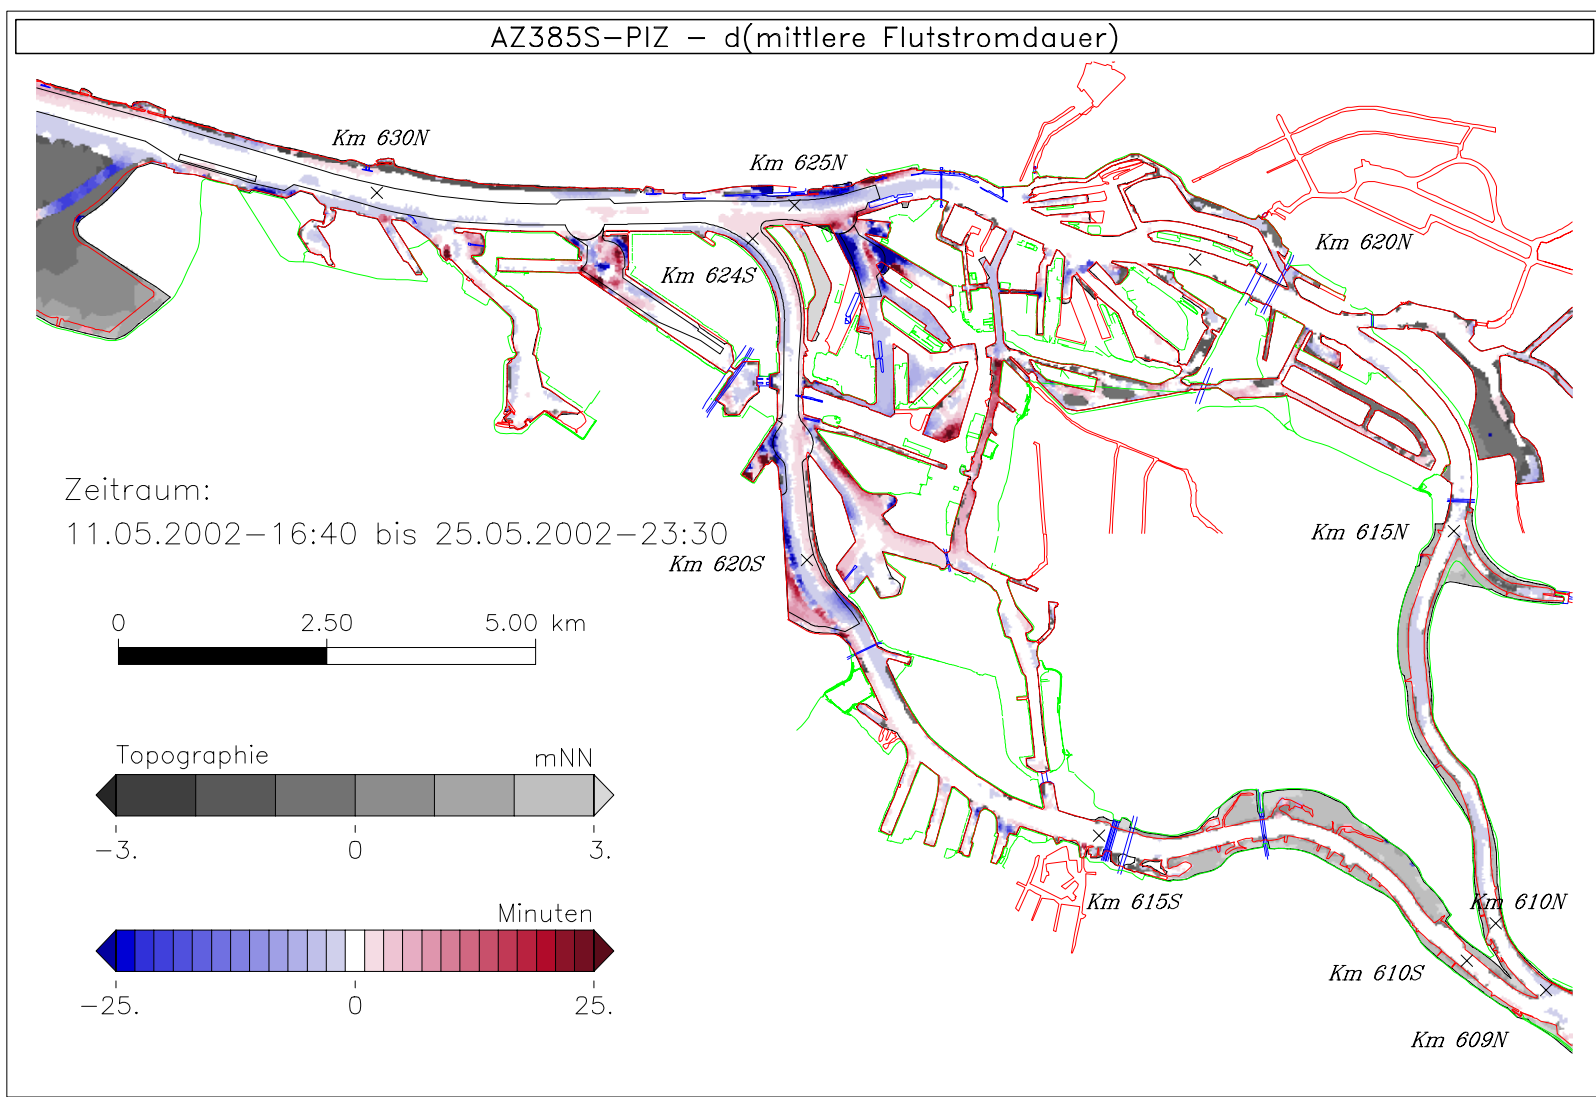 AZ385S-PIZ - d(mittlere Flutstromdauer)
Km 630N
Km 625N
Km 620N
Km 624S
Zeitraum:
11.05.2002-16:40 bis 25.05.2002-23:30
Km 615N
Km 620S
0 2.50 5.00 km
Topographie mNN
-3. 0 3.
Km 615S
Km 610N
Minuten
Km 610S
-25. 0 25.
Km 609N